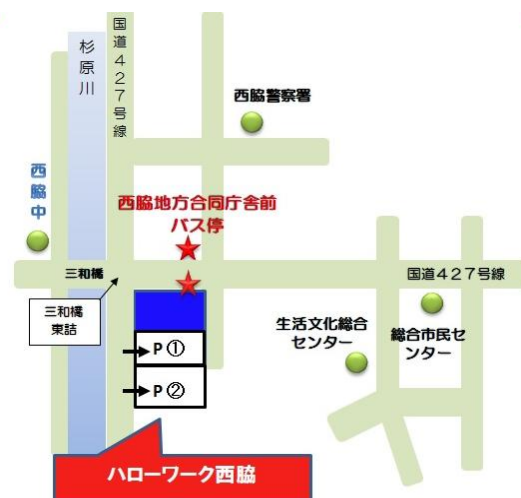 杉原川
国道427号線
西脇警察署
西脇中
西脇地方合同庁舎前
バス停
三和橋
国道427号線
三和橋
東詰
生活文化総合
センター
総合市民セ
ンター
P①
P②
ハローワーク西脇